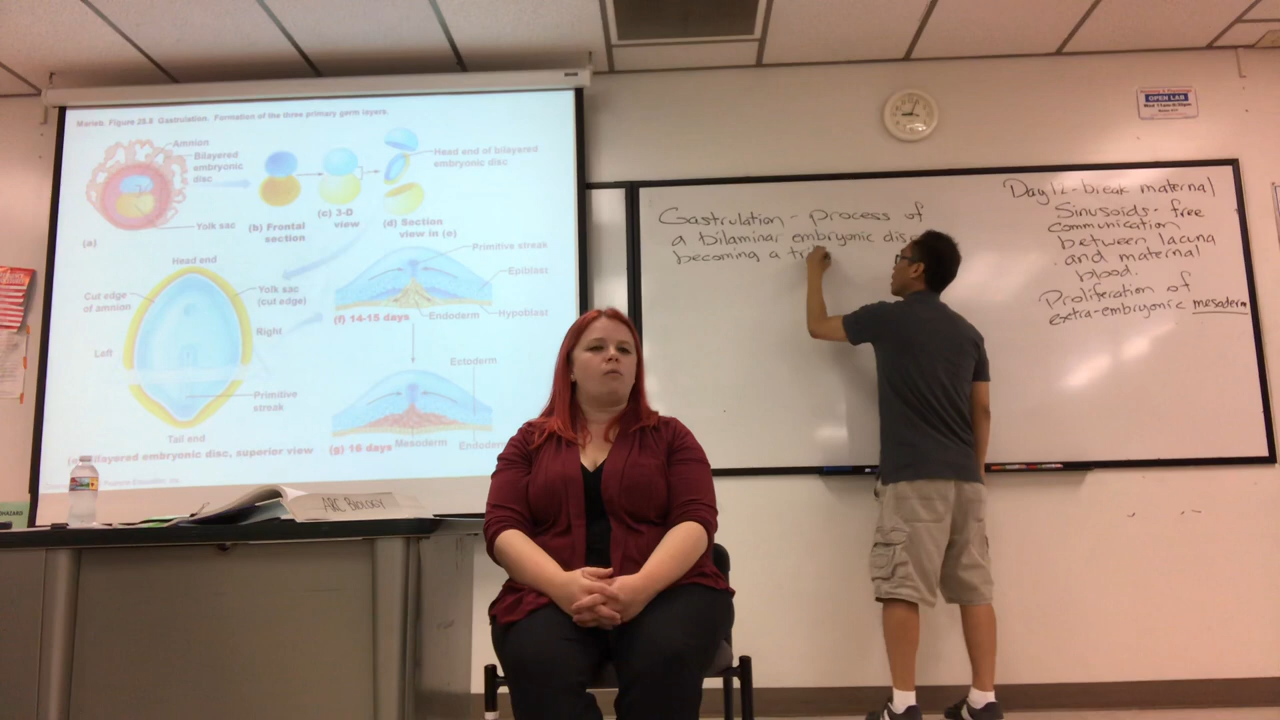 Marieb. Figure 28.8 Gastrulation. Formation of the three primary germ layers.
Amnion
Bilayered
embryonic
disc
Yolk sac
(a)
(b) Frontal
section
(c) 3-D
view
(d) Section
view in (e)
Head end of bilayered
embryonic disc
Head end
Cut edge
of amnion
Yolk sac
(cut edge)
Left
Right
Primitive
streak
Tail end
Bilayered embryonic disc, superior view
Primitive streak
Epiblast
Hypoblast
Endoderm
(f) 14-15 days
Ectoderm
Mesoderm
Endoderm
(g) 16 days
ARC BIOLOGY
Gastrulation - process of
a bilaminar embryonic disc
becoming a tri
Day 12 - break maternal
Sinusoids - free
communication
between lacuna
and maternal
blood.
Proliferation of
extra-embryonic mesoderm
OPEN LAB